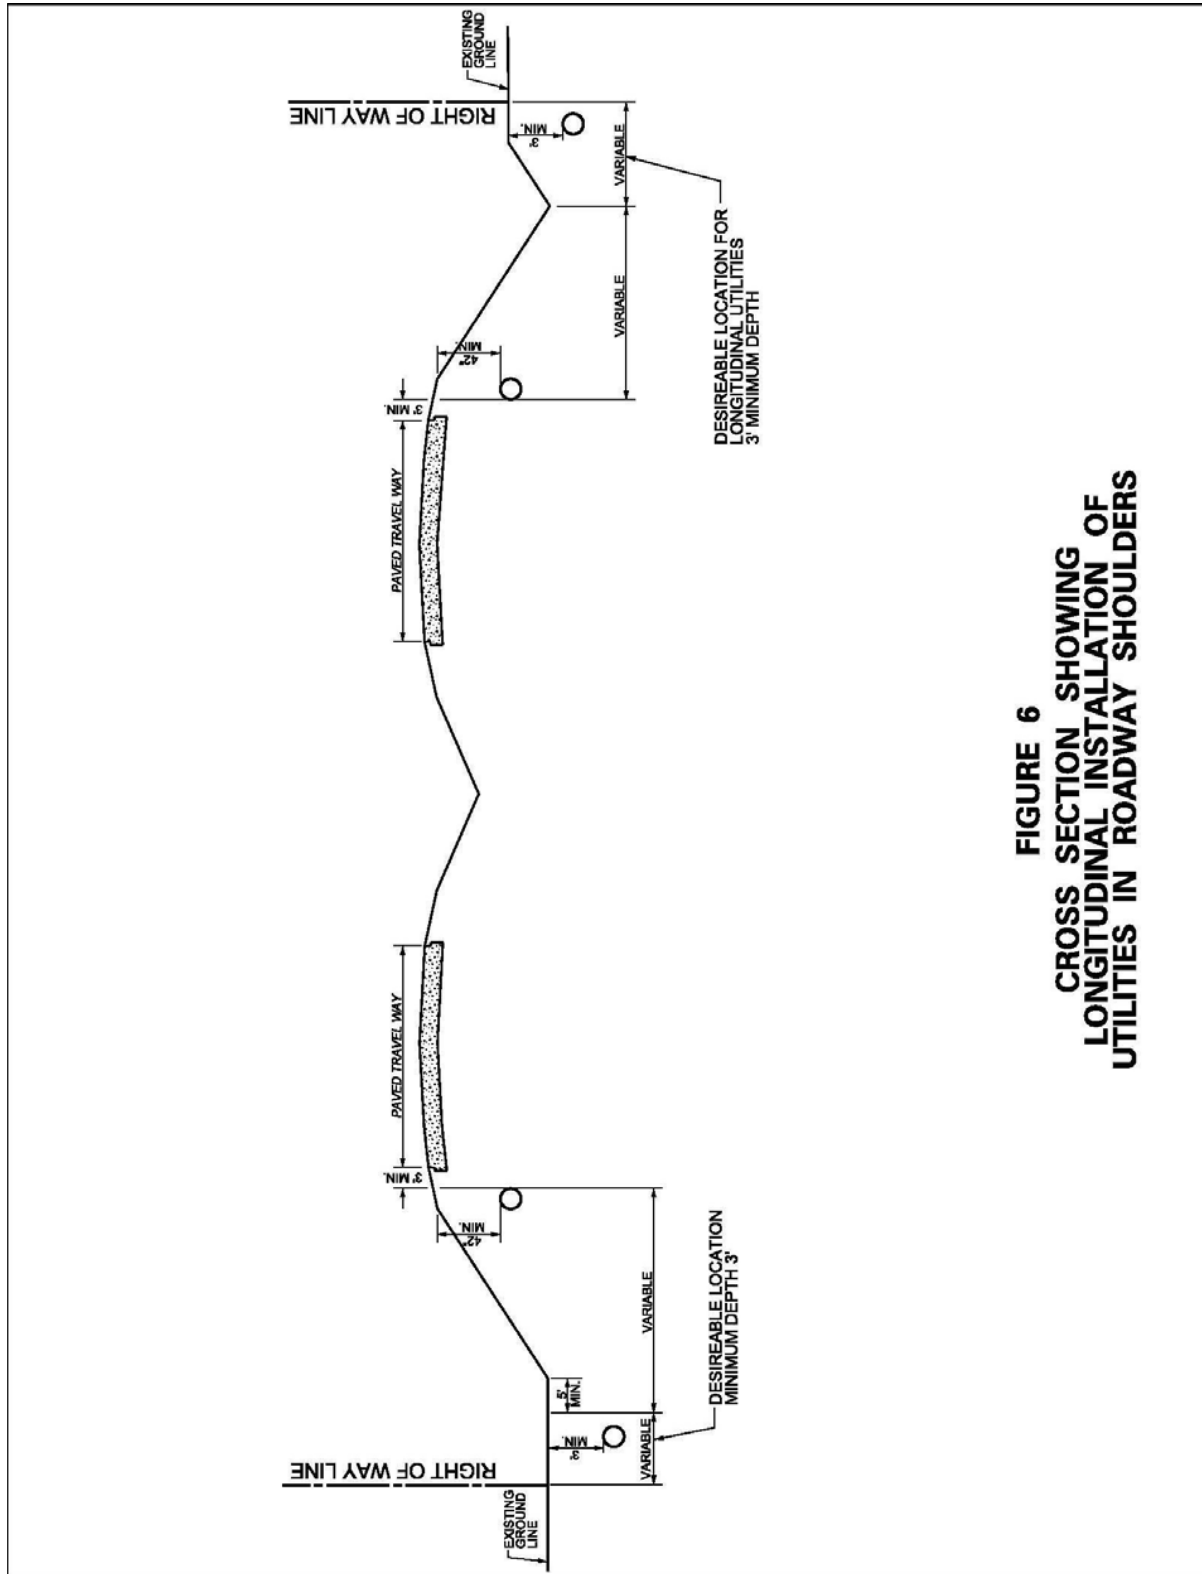 RIGHT OF WAY LINE
EXISTING
GROUND
LINE
3'
MIN.
VARIABLE
5'
MIN.
VARIABLE
DESIREABLE LOCATION
MINIMUM DEPTH 3'
42"
MIN.
3' MIN.
PAVED TRAVEL WAY
PAVED TRAVEL WAY
3' MIN.
42"
MIN.
VARIABLE
VARIABLE
DESIREABLE LOCATION FOR
LONGITUDINAL UTILITIES
3' MINIMUM DEPTH
3'
MIN.
RIGHT OF WAY LINE
EXISTING
GROUND
LINE
FIGURE 6
CROSS SECTION SHOWING
LONGITUDINAL INSTALLATION OF
UTILITIES IN ROADWAY SHOULDERS